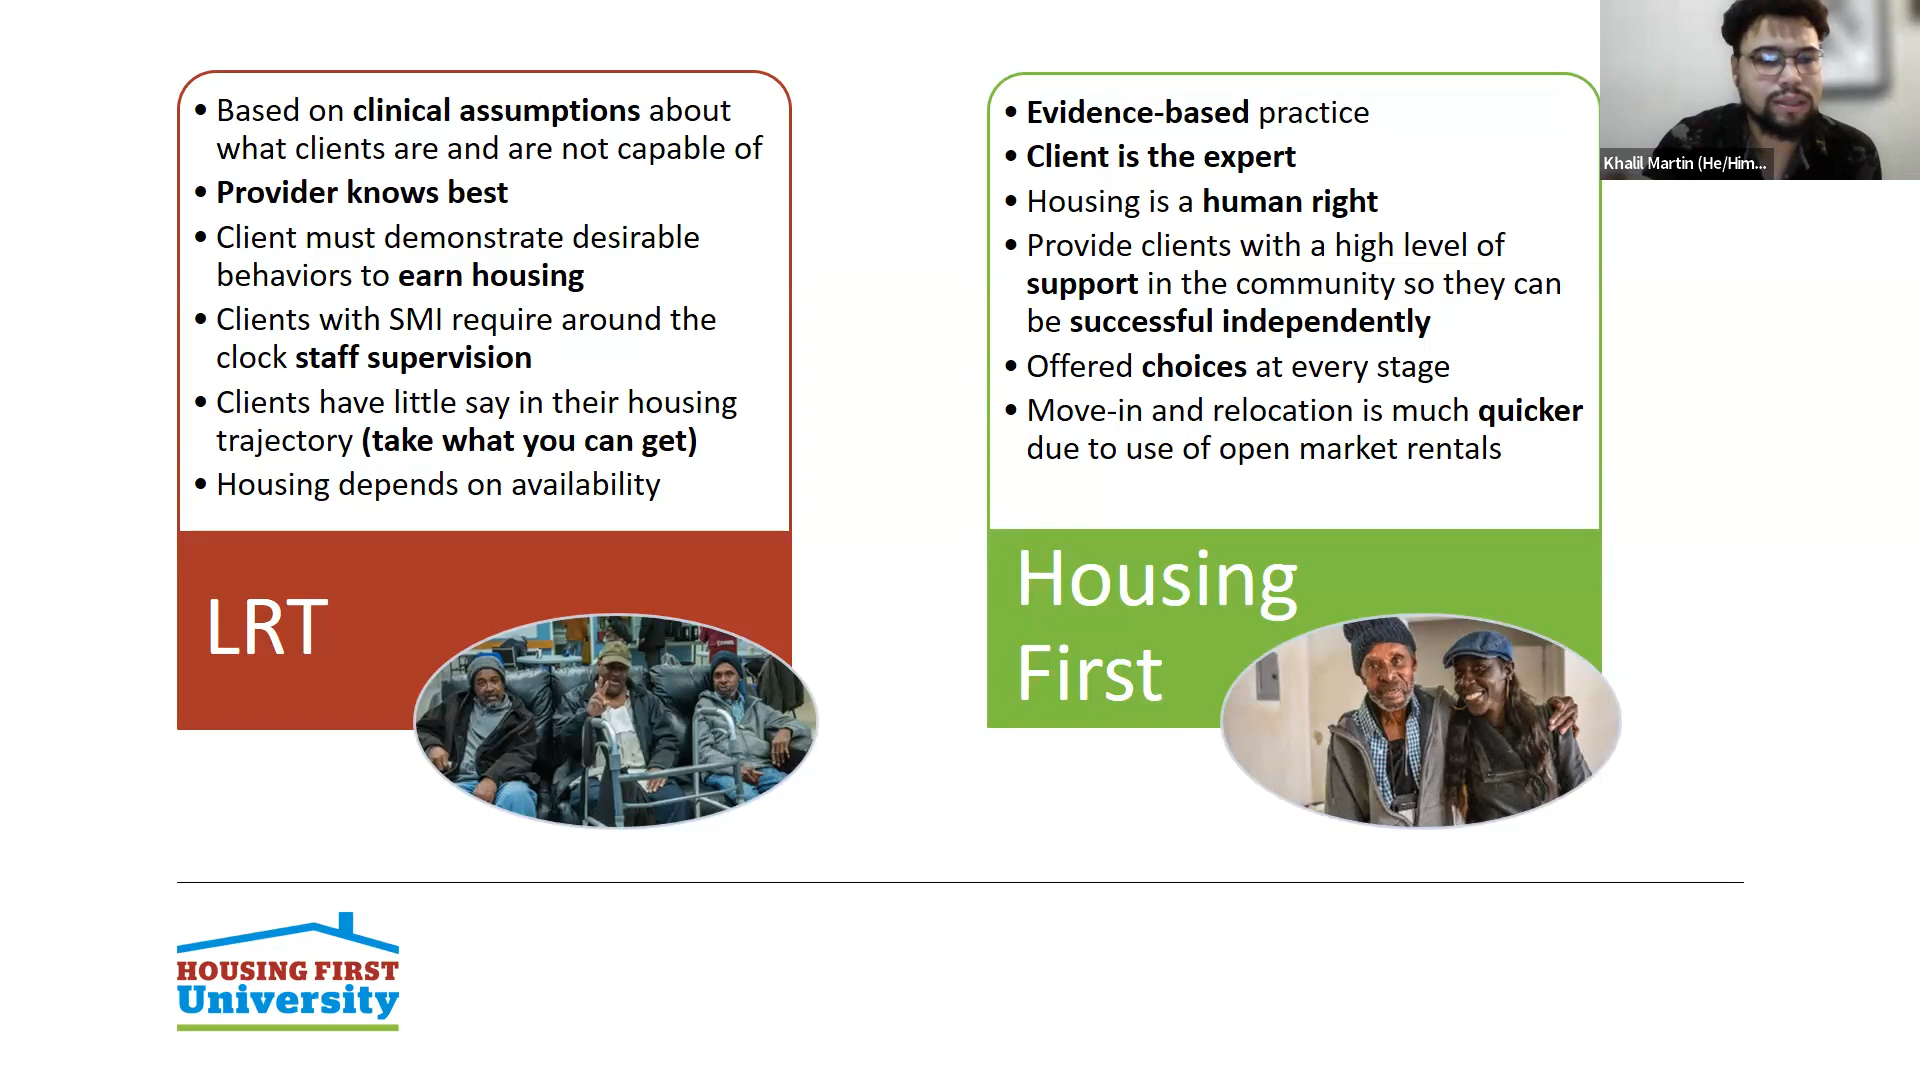 • Based on clinical assumptions about
what clients are and are not capable of
• Provider knows best
• Client must demonstrate desirable
behaviors to earn housing
• Clients with SMI require around the
clock staff supervision
• Clients have little say in their housing
trajectory (take what you can get)
• Housing depends on availability
LRT
• Evidence-based practice
• Client is the expert
• Housing is a human right
• Provide clients with a high level of
support in the community so they can
be successful independently
• Offered choices at every stage
• Move-in and relocation is much quicker
due to use of open market rentals
Housing
First
Khalil Martin (He/Him...
HOUSING FIRST
University